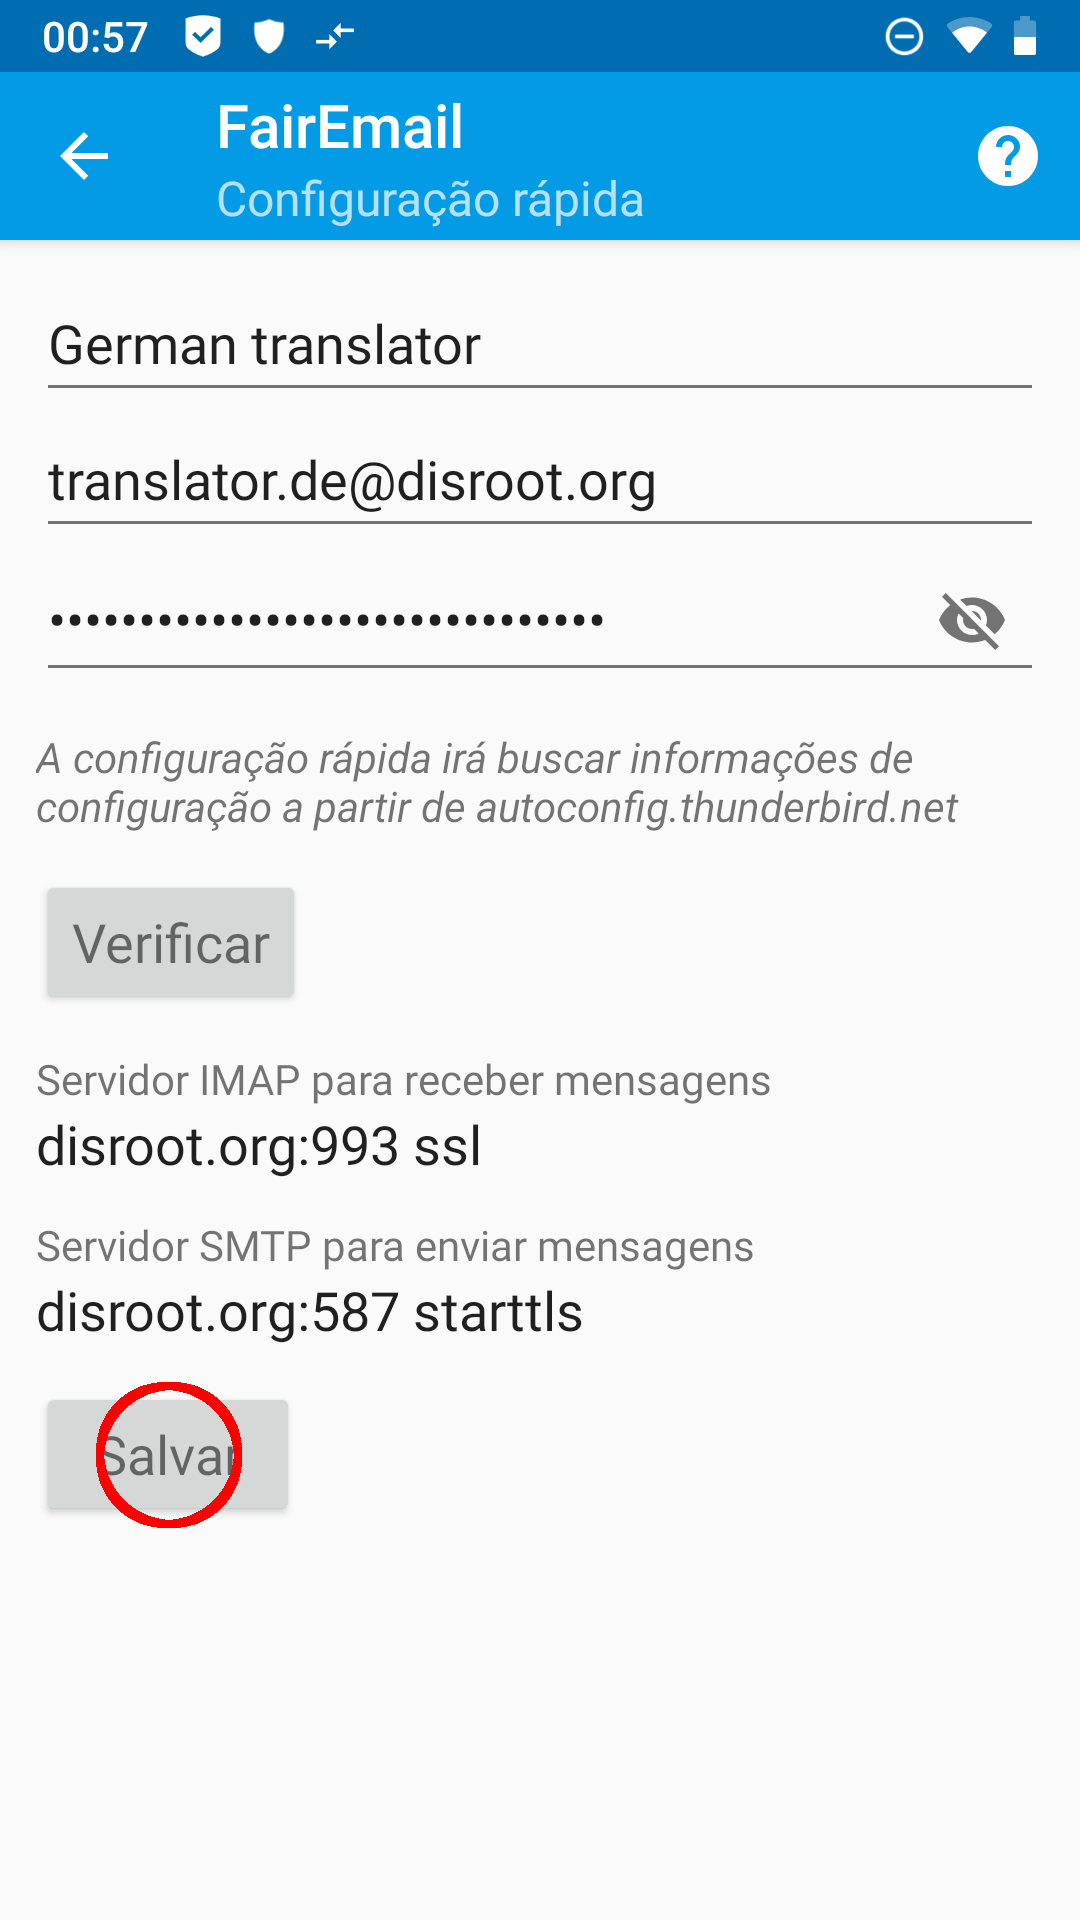 00:57
FairEmail
Configuração rápida
German translator
translator.de@disroot.org
•••••••••••••••••••••••••••••••
A configuração rápida irá buscar informações de
configuração a partir de autoconfig.thunderbird.net
Verificar
Servidor IMAP para receber mensagens
disroot.org:993 ssl
Servidor SMTP para enviar mensagens
disroot.org:587 starttls
Salvar